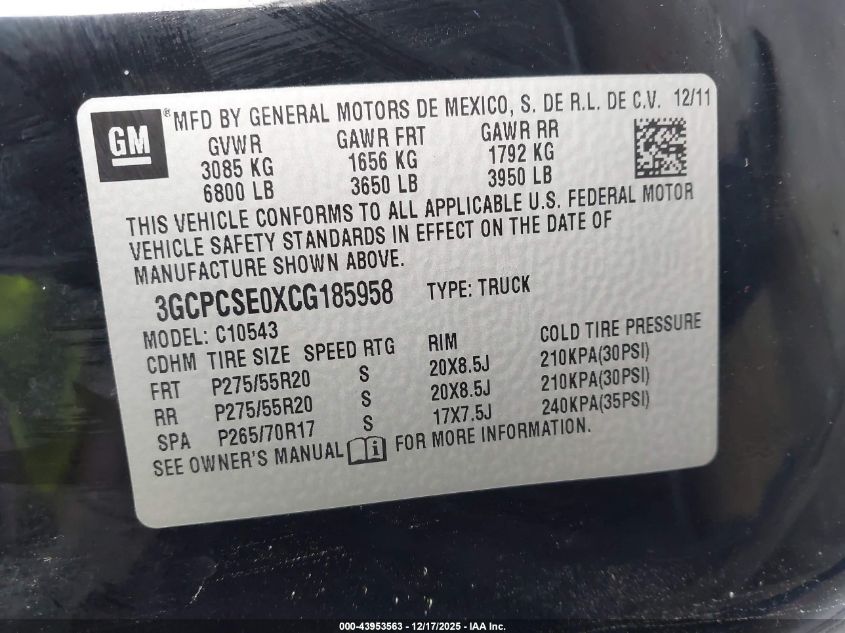 GM
® MFD BY GENERAL MOTORS DE MEXICO, S. DE R.L. DE C.V. 12/11
GVWR GAWR FRT GAWR RR
3085 KG 1656 KG 1792 KG
6800 LB 3650 LB 3950 LB
THIS VEHICLE CONFORMS TO ALL APPLICABLE U.S. FEDERAL MOTOR
VEHICLE SAFETY STANDARDS IN EFFECT ON THE DATE OF
MANUFACTURE SHOWN ABOVE.
3GCPCSE0XCG185958 TYPE: TRUCK
MODEL: C10543
CDHM TIRE SIZE SPEED RTG RIM COLD TIRE PRESSURE
FRT P275/55R20 S 20X8.5J 210KPA(30PSI)
RR P275/55R20 S 20X8.5J 210KPA(30PSI)
SPA P265/70R17 S 17X7.5J 240KPA(35PSI)
SEE OWNER'S MANUAL i FOR MORE INFORMATION.
000-43953563 - 12/17/2025 - IAA Inc.